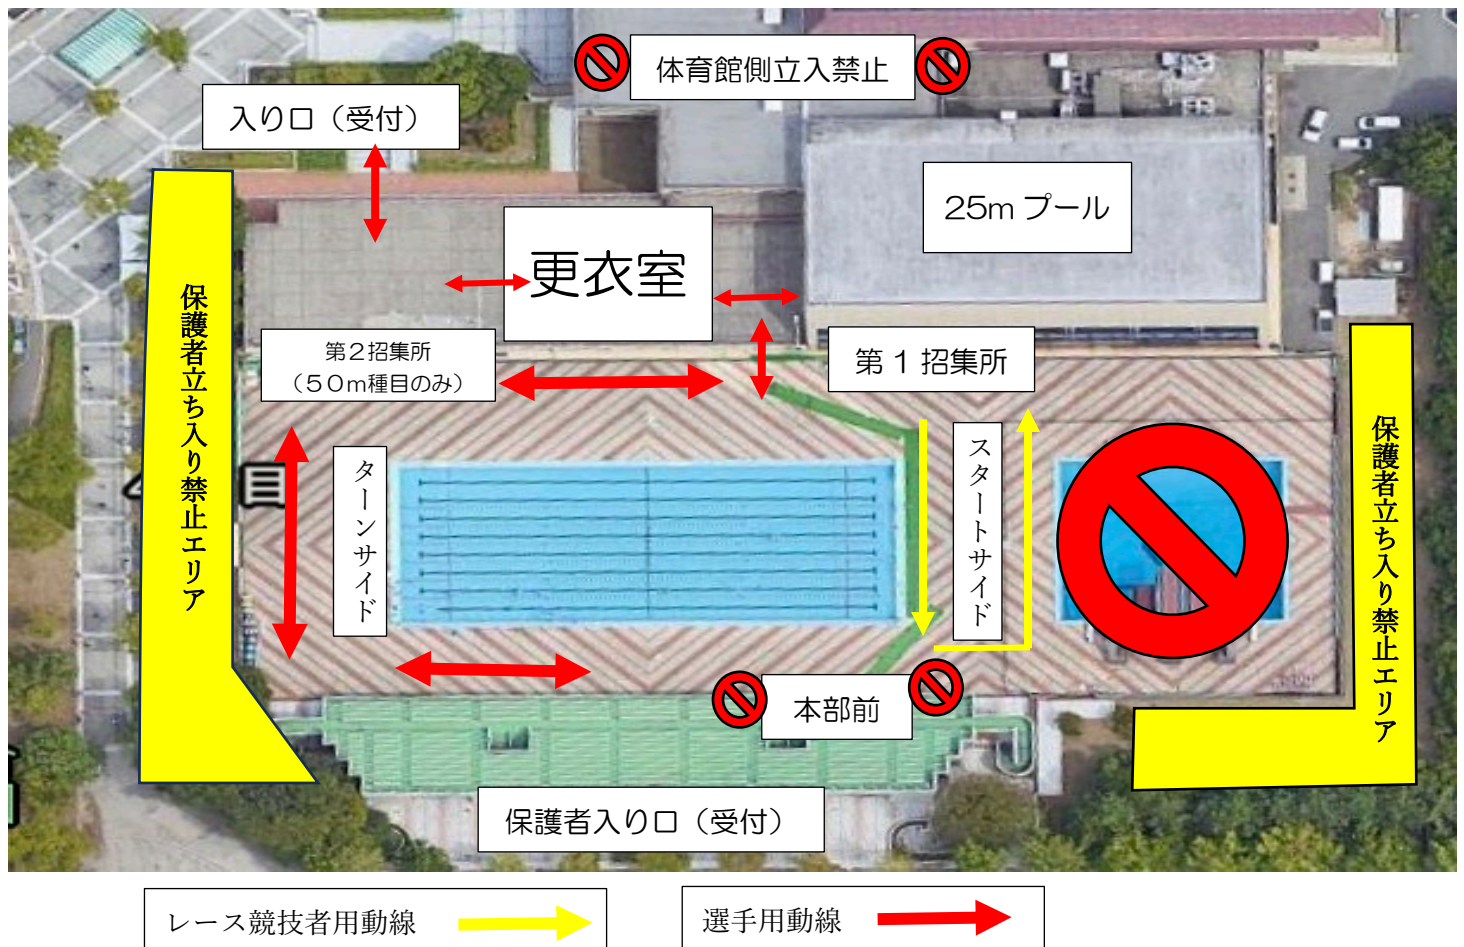 体育館側立入禁止
入り口（受付）
25m プール
更衣室
保護者立ち入り禁止エリア
第２招集所
（５０ｍ種目のみ）
第 1 招集所
ターンサイド
スタートサイド
保護者立ち入り禁止エリア
本部前
保護者入り口（受付）
レース競技者用動線
選手用動線